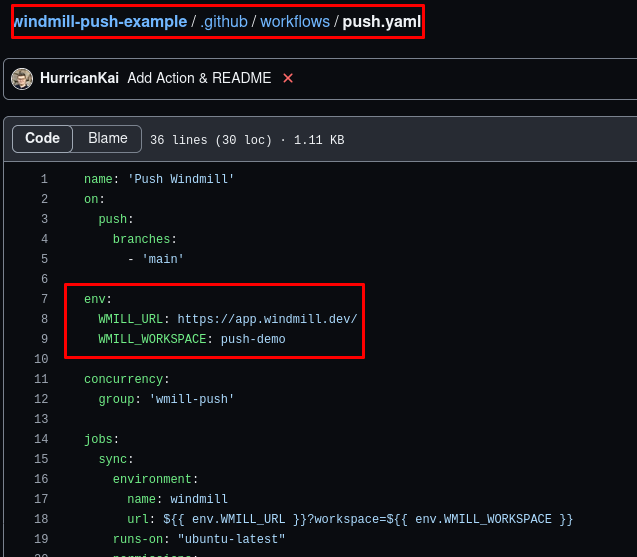 windmill-push-example / .github / workflows / push.yaml
HurricanKai Add Action & README
Code Blame 36 lines (30 loc) · 1.11 KB
1 name: 'Push Windmill'
2 on:
3 push:
4 branches:
5 - 'main'
6
7 env:
8 WMILL_URL: https://app.windmill.dev/
9 WMILL_WORKSPACE: push-demo
10
11 concurrency:
12 group: 'wmill-push'
13
14 jobs:
15 sync:
16 environment:
17 name: windmill
18 url: ${{ env.WMILL_URL }}?workspace=${{ env.WMILL_WORKSPACE }}
19 runs-on: "ubuntu-latest"
20 permissions: